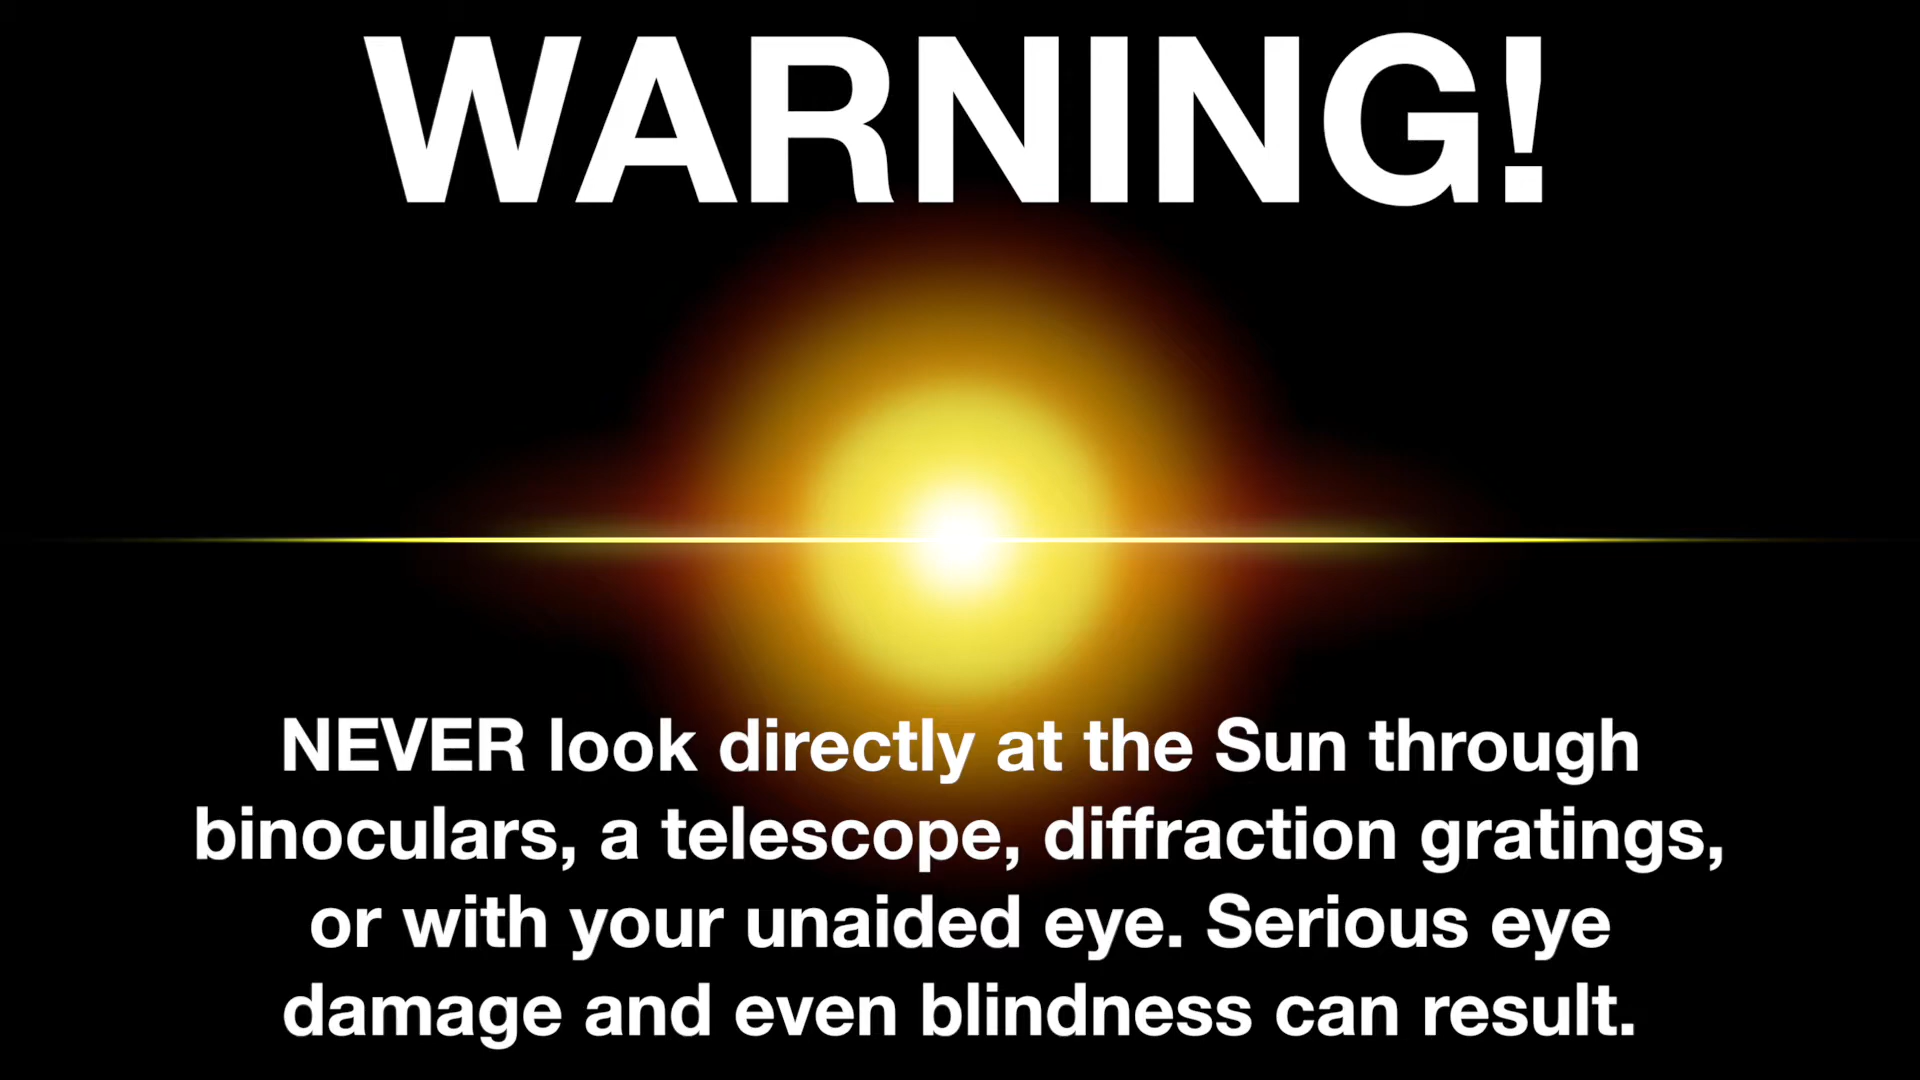 WARNING!
NEVER look directly at the Sun through
binoculars, a telescope, diffraction gratings,
or with your unaided eye. Serious eye
damage and even blindness can result.